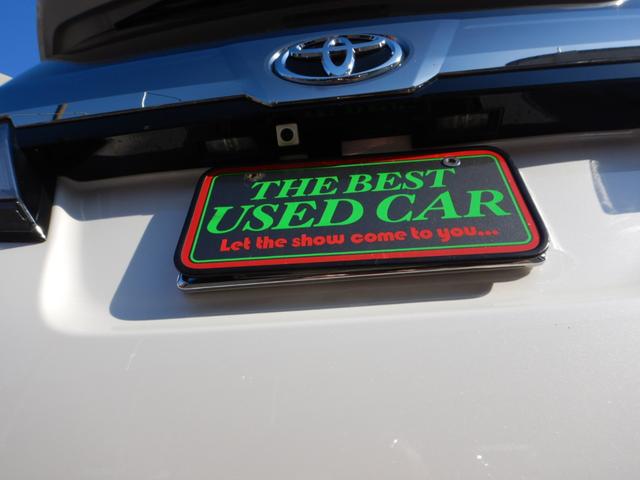 THE BEST
USED CAR
Let the show come to you...